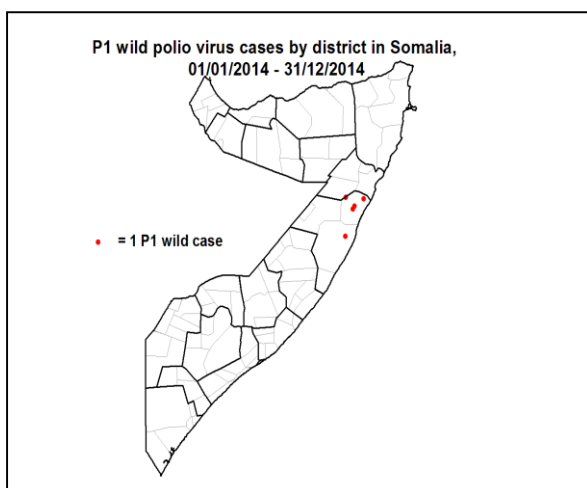 P1 wild polio virus cases by district in Somalia,
01/01/2014 - 31/12/2014
= 1 P1 wild case